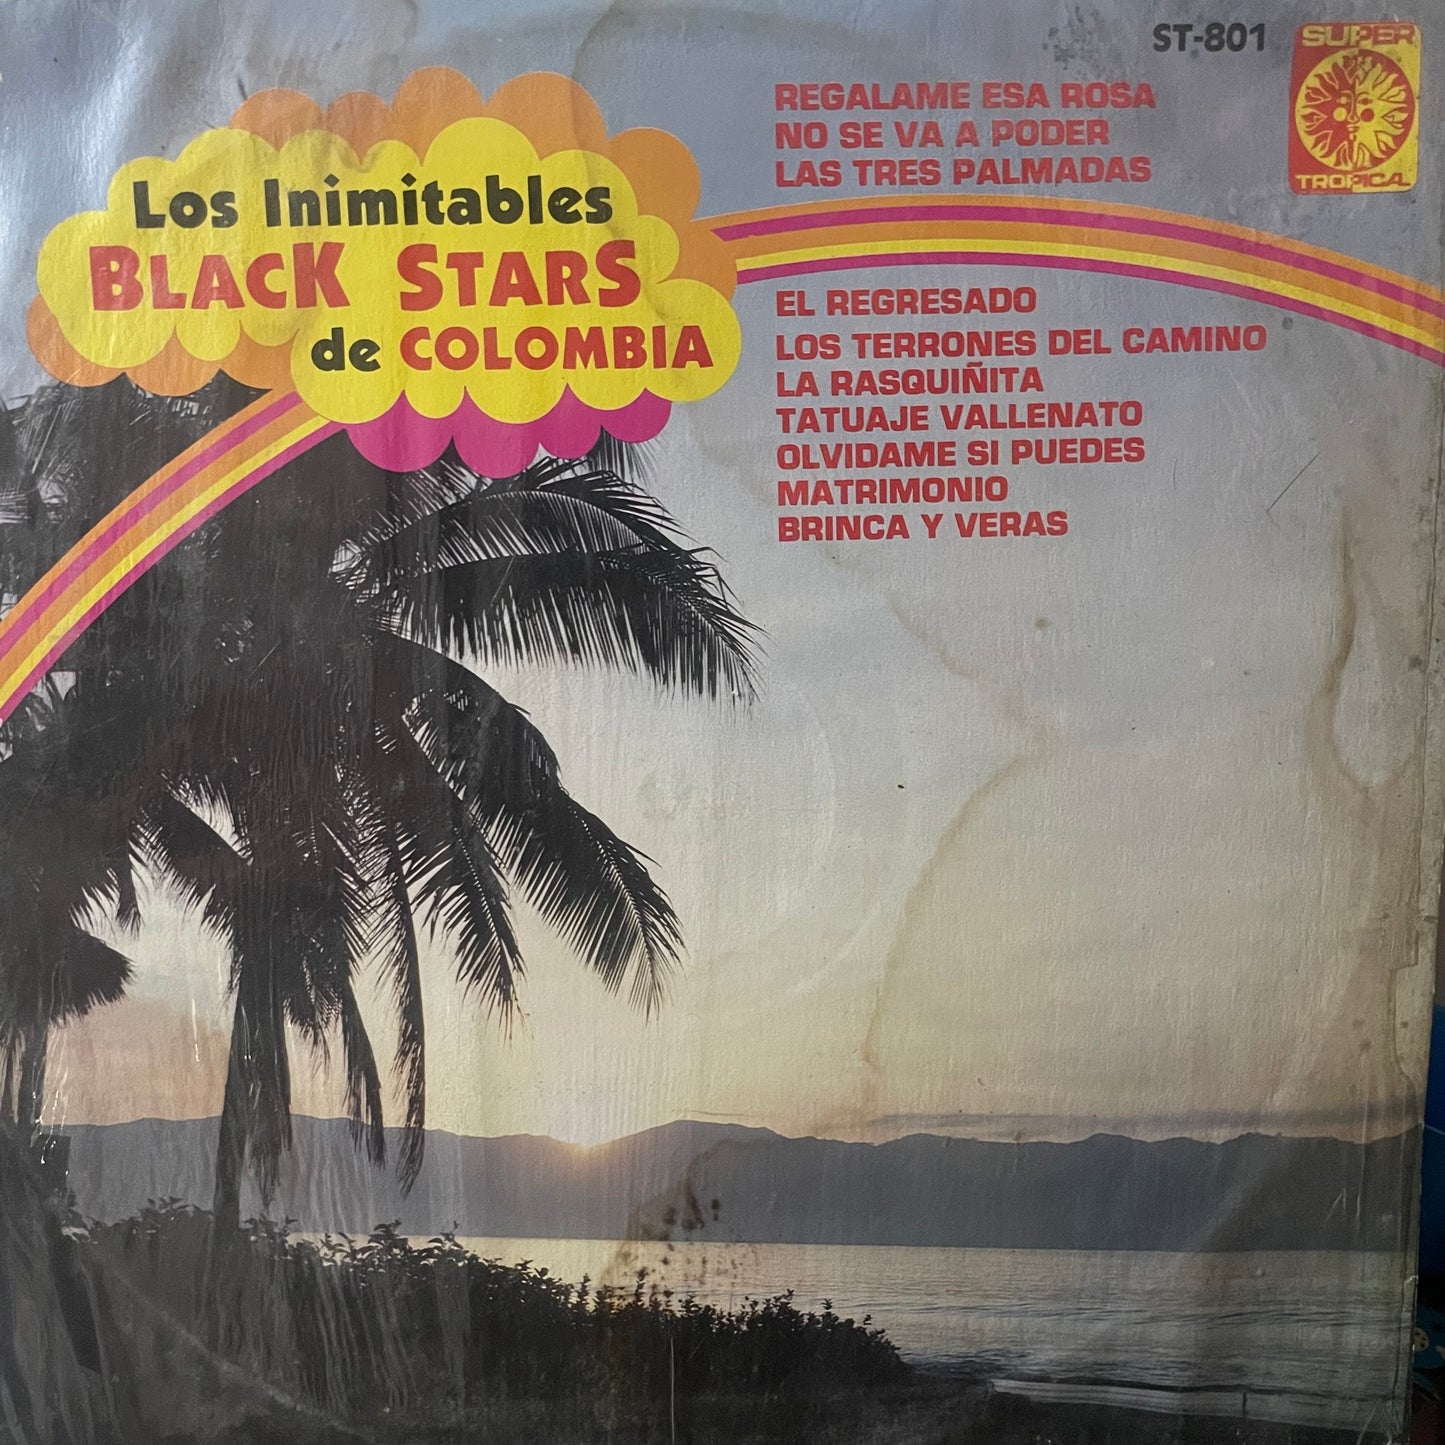 ST-801
SUPER
TROPICAL
REGALAME ESA ROSA
NO SE VA A PODER
LAS TRES PALMADAS
Los Inimitables
BLACK STARS
de COLOMBIA
EL REGRESADO
LOS TERRONES DEL CAMINO
LA RASQUIÑITA
TATUAJE VALLENATO
OLVIDAME SI PUEDES
MATRIMONIO
BRINCA Y VERAS